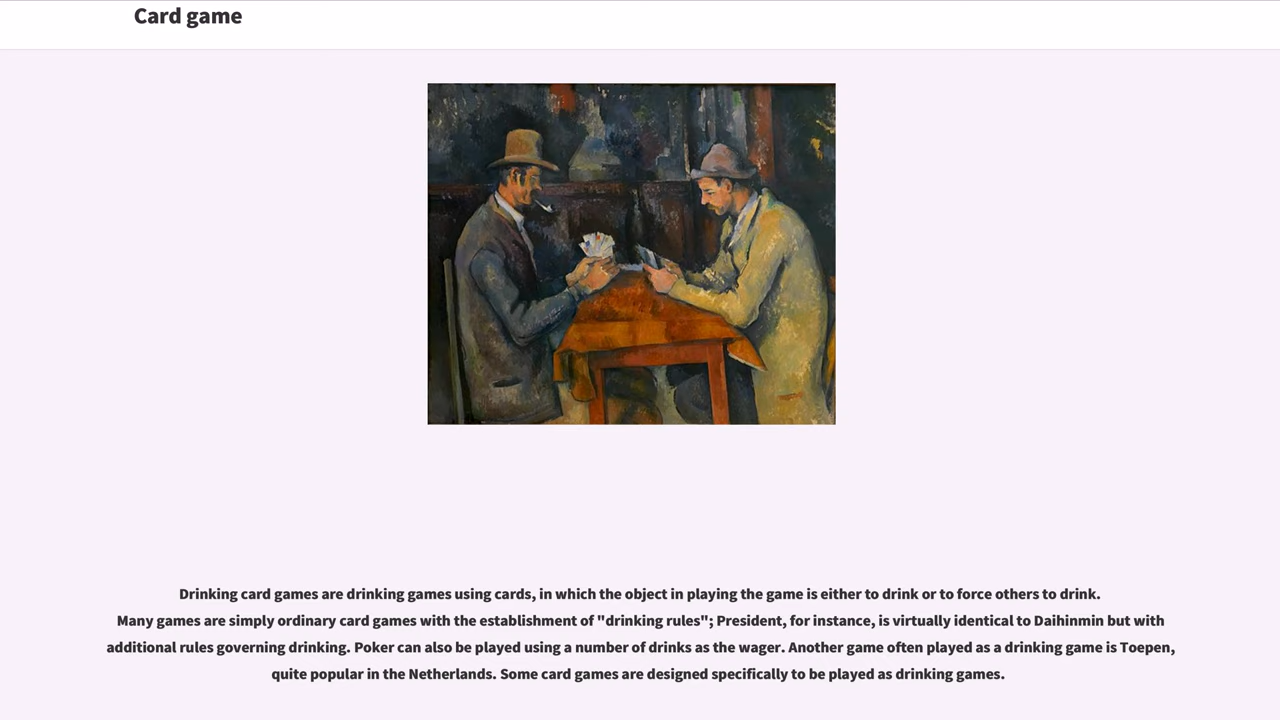 Card game
Drinking card games are drinking games using cards, in which the object in playing the game is either to drink or to force others to drink.
Many games are simply ordinary card games with the establishment of "drinking rules"; President, for instance, is virtually identical to Daihinmin but with
additional rules governing drinking. Poker can also be played using a number of drinks as the wager. Another game often played as a drinking game is Toepen,
quite popular in the Netherlands. Some card games are designed specifically to be played as drinking games.